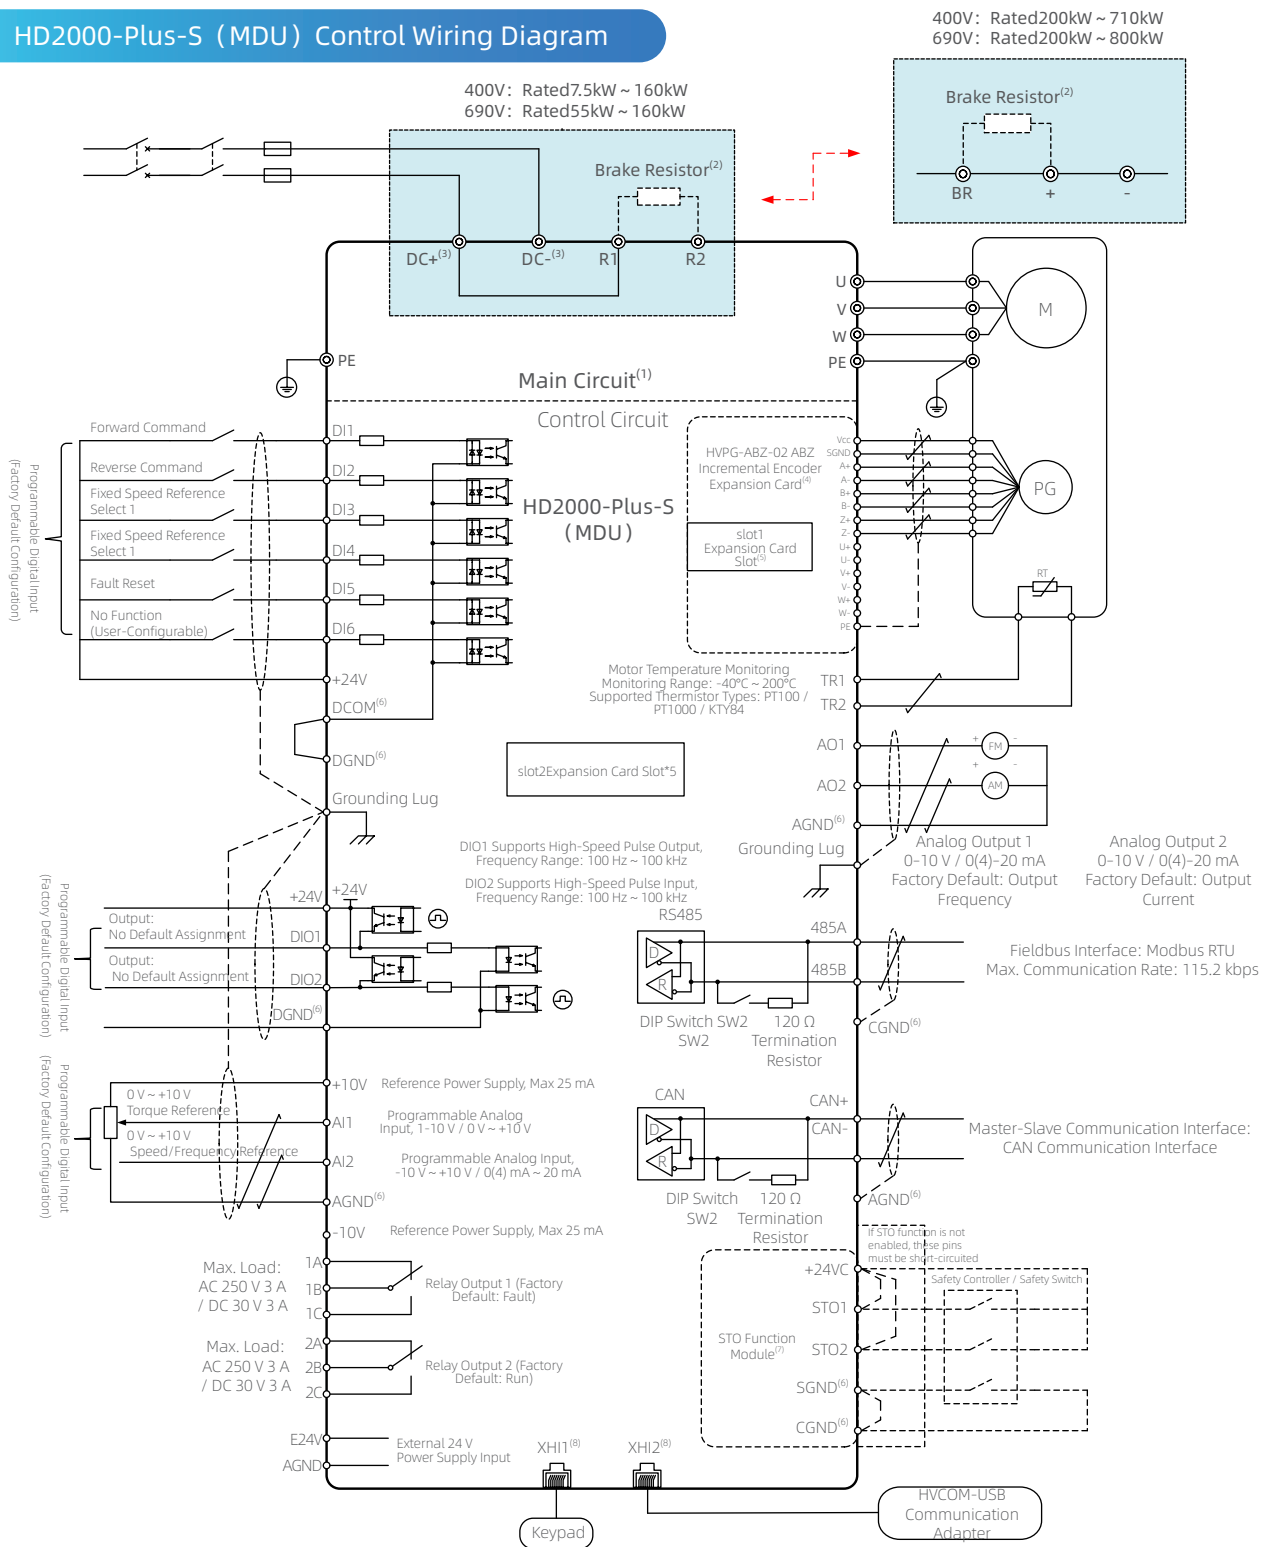 HD2000-Plus-S (MDU) Control Wiring Diagram
400V: Rated200kW ~ 710kW
690V: Rated200kW ~ 800kW
400V: Rated7.5kW ~ 160kW
690V: Rated55kW ~ 160kW
Brake Resistor(2)
BR
+
-
Brake Resistor(2)
DC+(3)
DC-(3)
R1
R2
U
V
W
PE
M
PE
Main Circuit(1)
Control Circuit
HD2000-Plus-S
(MDU)
Programmable Digital Input
(Factory Default Configuration)
Forward Command
DI1
Reverse Command
DI2
Fixed Speed Reference
Select 1
DI3
Fixed Speed Reference
Select 1
DI4
Fault Reset
DI5
No Function
(User-Configurable)
DI6
+24V
DCOM(6)
DGND(6)
Grounding Lug
HVPG-ABZ-02 ABZ
Incremental Encoder
Expansion Card(4)
slot1
Expansion Card
Slot(5)
Vcc
SGND
A+
A-
B+
B-
Z+
Z-
U+
U-
V+
V-
W+
W-
PE
PG
RT
Motor Temperature Monitoring
Monitoring Range: -40℃ ~ 200℃
Supported Thermistor Types: PT100 /
PT1000 / KTY84
TR1
TR2
slot2Expansion Card Slot*5
AO1
+
FM
-
AO2
+
AM
-
AGND(6)
Grounding Lug
Analog Output 1
0–10 V / 0(4)–20 mA
Factory Default: Output
Frequency
Analog Output 2
0–10 V / 0(4)–20 mA
Factory Default: Output
Current
DIO1 Supports High-Speed Pulse Output,
Frequency Range: 100 Hz ~ 100 kHz
DIO2 Supports High-Speed Pulse Input,
Frequency Range: 100 Hz ~ 100 kHz
Programmable Digital Input
(Factory Default Configuration)
+24V
+24V
Output:
No Default Assignment
DIO1
Output:
No Default Assignment
DIO2
DGND(6)
RS485
D
R
485A
485B
DIP Switch SW2
SW2
120 Ω
Termination
Resistor
CGND(6)
Fieldbus Interface: Modbus RTU
Max. Communication Rate: 115.2 kbps
Programmable Digital Input
(Factory Default Configuration)
0 V ~ +10 V
Torque Reference
0 V ~ +10 V
Speed/Frequency Reference
+10V
Reference Power Supply, Max 25 mA
AI1
Programmable Analog
Input, 1-10 V / 0 V ~ +10 V
AI2
Programmable Analog Input,
-10 V ~ +10 V / 0(4) mA ~ 20 mA
AGND(6)
-10V
Reference Power Supply, Max 25 mA
CAN
D
R
CAN+
CAN-
DIP Switch
SW2
120 Ω
Termination
Resistor
AGND(6)
Master-Slave Communication Interface:
CAN Communication Interface
Max. Load:
AC 250 V 3 A
/ DC 30 V 3 A
1A
1B
1C
Relay Output 1 (Factory
Default: Fault)
Max. Load:
AC 250 V 3 A
/ DC 30 V 3 A
2A
2B
2C
Relay Output 2 (Factory
Default: Run)
If STO function is not
enabled, these pins
must be short-circuited
Safety Controller / Safety Switch
STO Function
Module(7)
+24VC
STO1
STO2
SGND(6)
CGND(6)
E24V
AGND
External 24 V
Power Supply Input
XHI1(8)
XHI2(8)
Keypad
HVCOM-USB
Communication
Adapter